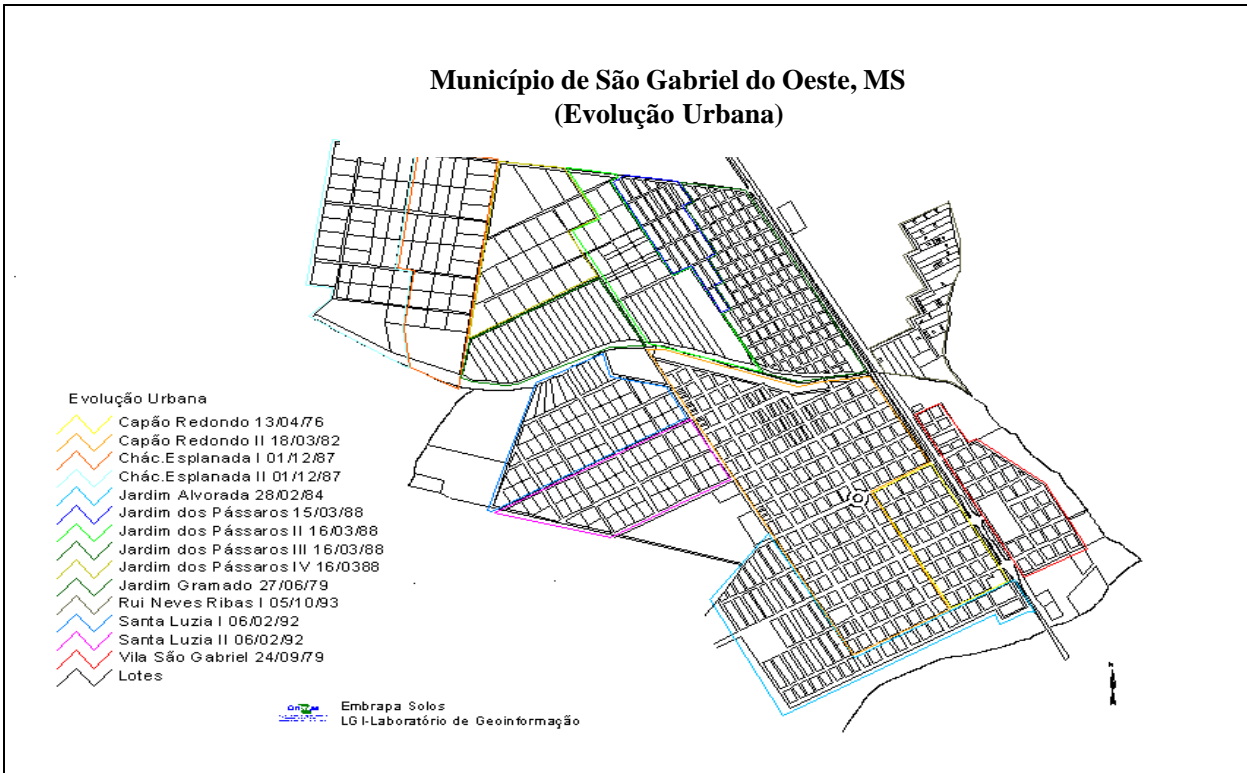 Município de São Gabriel do Oeste, MS
(Evolução Urbana)
Evolução Urbana
Capão Redondo 13/04/76
Capão Redondo II 18/03/82
Chác.Esplanada I 01/12/87
Chác.Esplanada II 01/12/87
Jardim Alvorada 28/02/84
Jardim dos Pássaros 15/03/88
Jardim dos Pássaros II 16/03/88
Jardim dos Pássaros III 16/03/88
Jardim dos Pássaros IV 16/0388
Jardim Gramado 27/06/79
Rui Neves Ribas I 05/10/93
Santa Luzia I 06/02/92
Santa Luzia II 06/02/92
Vila São Gabriel 24/09/79
Lotes
Embrapa Solos
LGI-Laboratório de Geoinformação